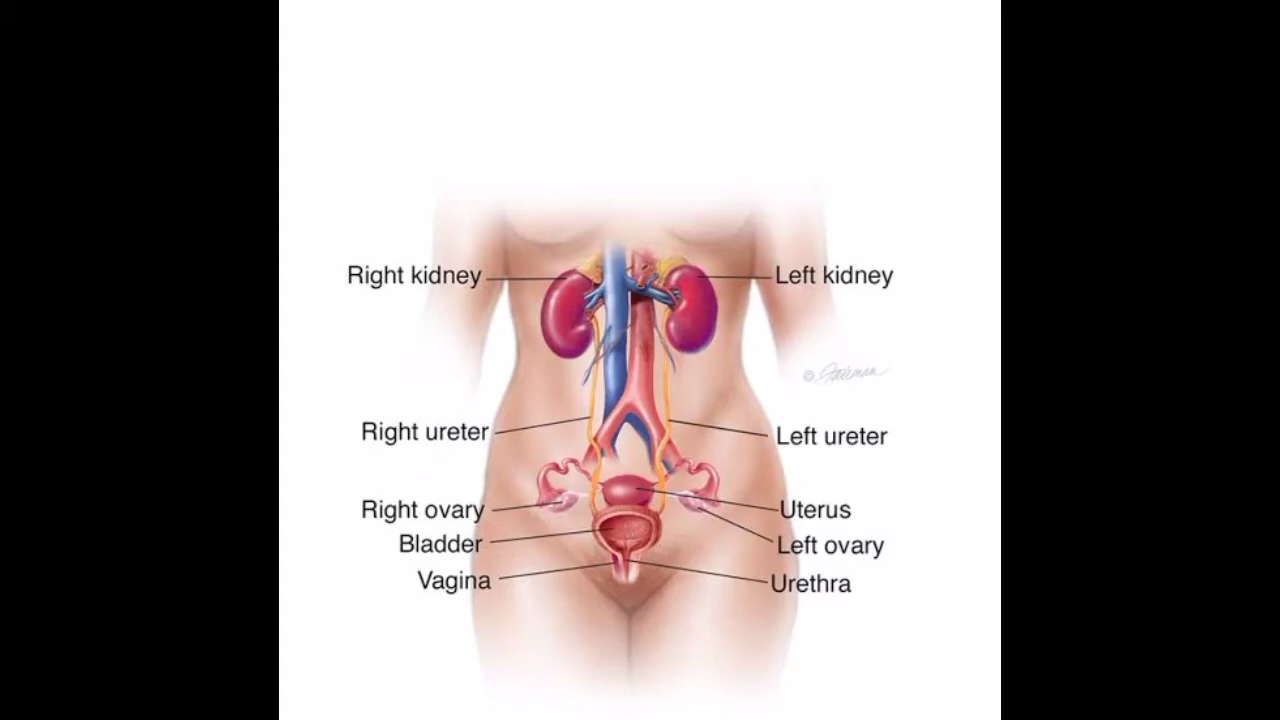 Right kidney
Left kidney
©
Right ureter
Left ureter
Right ovary
Uterus
Bladder
Left ovary
Vagina
Urethra